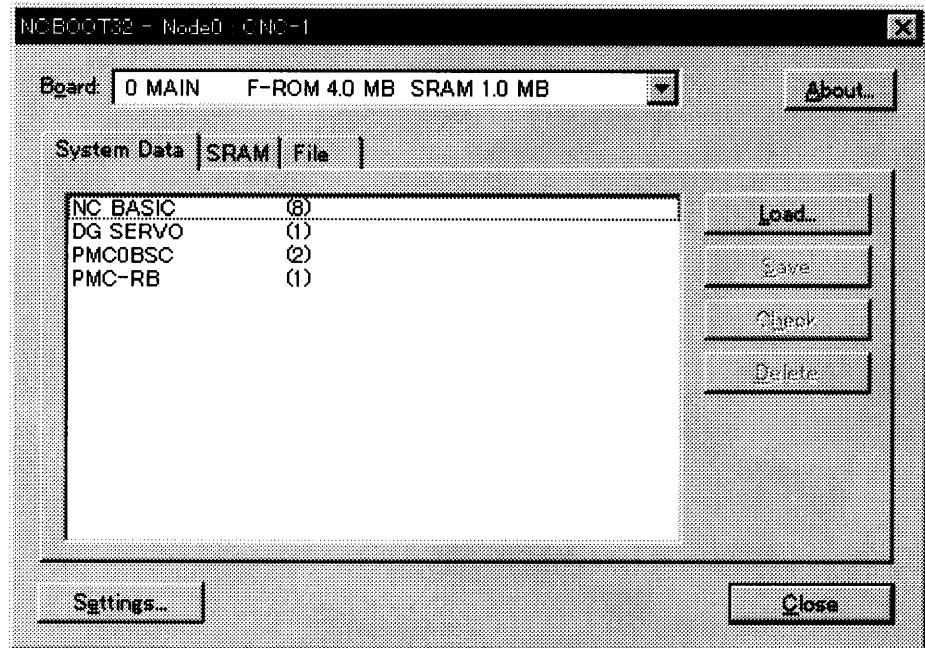 NCBOOT32 - Node0 : CNC-1
Board: 0 MAIN F-ROM 4.0 MB SRAM 1.0 MB
About...
System Data SRAM File
NC BASIC (8)
DG SERVO (1)
PMC0BSC (2)
PMC-RB (1)
Load...
Save
Check
Delete
Settings...
Close